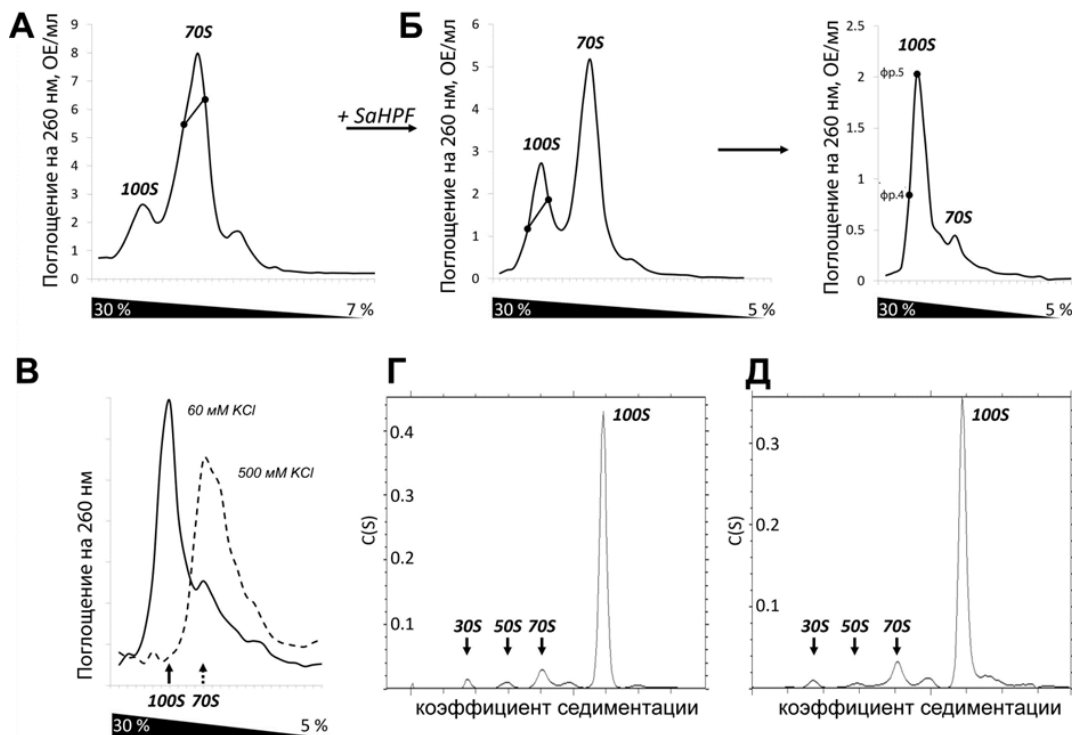 А
Поглощение на 260 нм, ОЕ/мл
9
8
7
6
5
4
3
2
1
0
100S
70S
30 %
7 %
+ SaHPF
Б
Поглощение на 260 нм, ОЕ/мл
6
5
4
3
2
1
0
100S
70S
30 %
5 %
Поглощение на 260 нм, ОЕ/мл
2.5
2
1.5
1
0.5
0
100S
фр.5
фр.4
70S
30 %
5 %
В
Поглощение на 260 нм
60 мМ KCl
500 мМ KCl
100S
70S
30 %
5 %
Г
C(S)
0.4
0.3
0.2
0.1
100S
30S
50S
70S
коэффициент седиментации
Д
C(S)
0.3
0.2
0.1
100S
30S
50S
70S
коэффициент седиментации